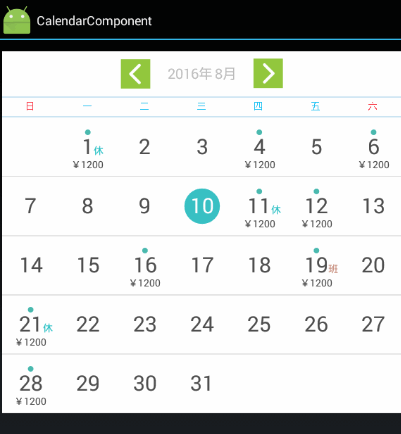 CalendarComponent
2016年 8月
日 一 二 三 四 五 六
1休 2 3 4 5 6
￥1200 ￥1200 ￥1200
7 8 9 10 11休 12 13
￥1200 ￥1200
14 15 16 17 18 19班 20
￥1200 ￥1200
21休 22 23 24 25 26 27
￥1200
28 29 30 31
￥1200